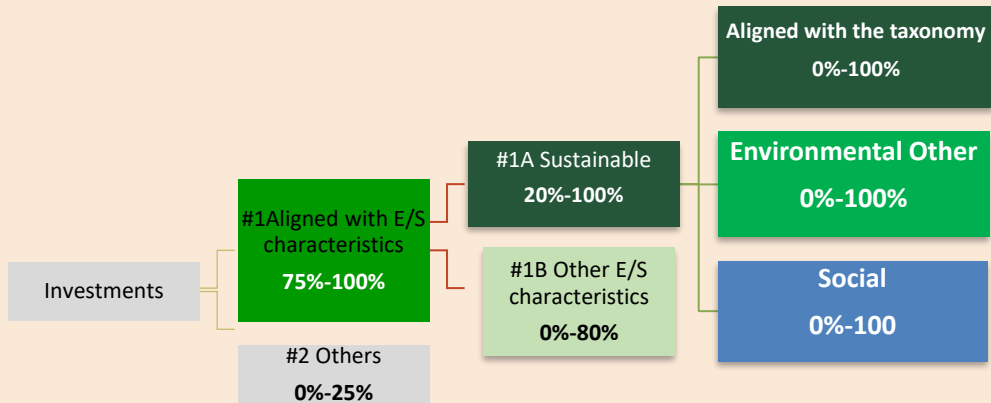 Investments
#1Aligned with E/S
characteristics
75%-100%
#2 Others
0%-25%
#1A Sustainable
20%-100%
#1B Other E/S
characteristics
0%-80%
Aligned with the taxonomy
0%-100%
Environmental Other
0%-100%
Social
0%-100